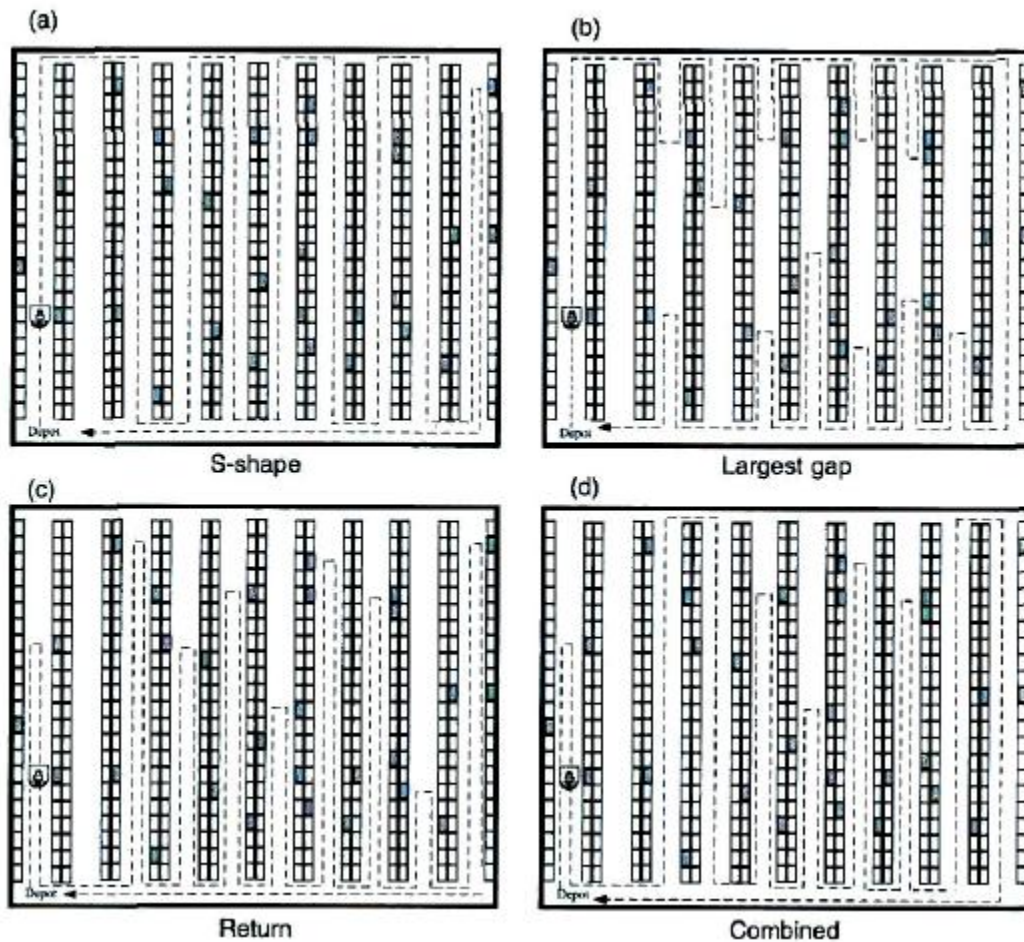 (a)
(b)
Depot
Depot
S-shape
Largest gap
(c)
(d)
Depot
Depot
Return
Combined